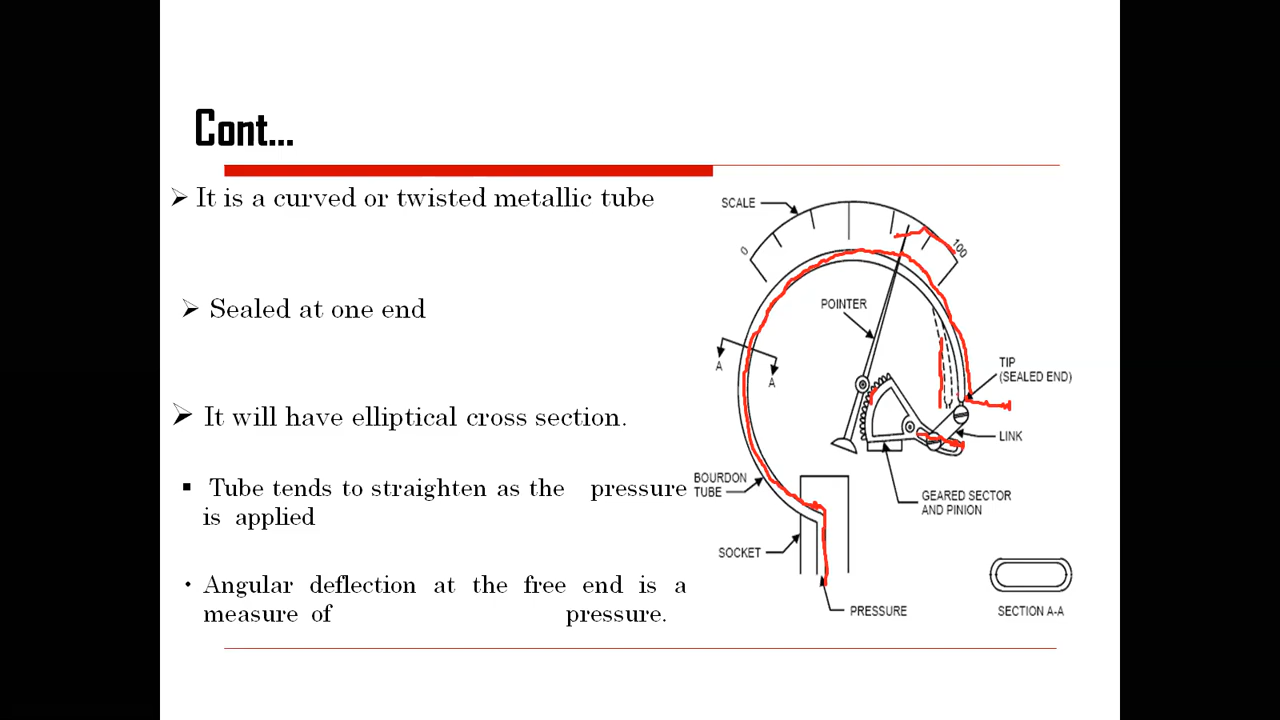 Cont...
It is a curved or twisted metallic tube
Sealed at one end
It will have elliptical cross section.
Tube tends to straighten as the pressure
is applied
Angular deflection at the free end is a
measure of pressure.
SCALE
0
100
POINTER
A
A
TIP
(SEALED END)
LINK
BOURDON
TUBE
GEARED SECTOR
AND PINION
SOCKET
PRESSURE
SECTION A-A